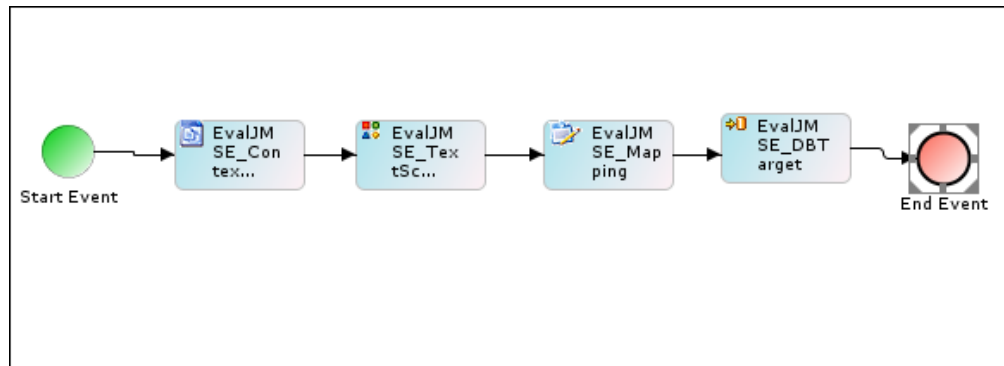 EvalJM
SE_Con
tex...
EvalJM
SE_Tex
tSc...
EvalJM
SE_Map
ping
EvalJM
SE_DBT
arget
Start Event
End Event